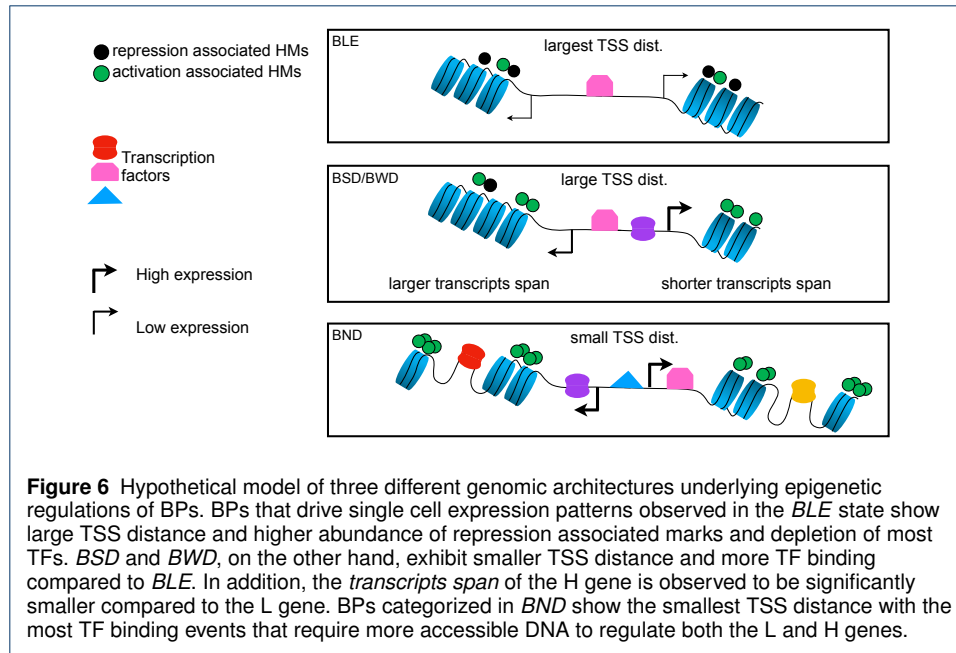 repression associated HMs
activation associated HMs
Transcription
factors
High expression
Low expression
BLE
largest TSS dist.
BSD/BWD
large TSS dist.
larger transcripts span
shorter transcripts span
BND
small TSS dist.
Figure 6 Hypothetical model of three different genomic architectures underlying epigenetic
regulations of BPs. BPs that drive single cell expression patterns observed in the BLE state show
large TSS distance and higher abundance of repression associated marks and depletion of most
TFs. BSD and BWD, on the other hand, exhibit smaller TSS distance and more TF binding
compared to BLE. In addition, the transcripts span of the H gene is observed to be significantly
smaller compared to the L gene. BPs categorized in BND show the smallest TSS distance with the
most TF binding events that require more accessible DNA to regulate both the L and H genes.